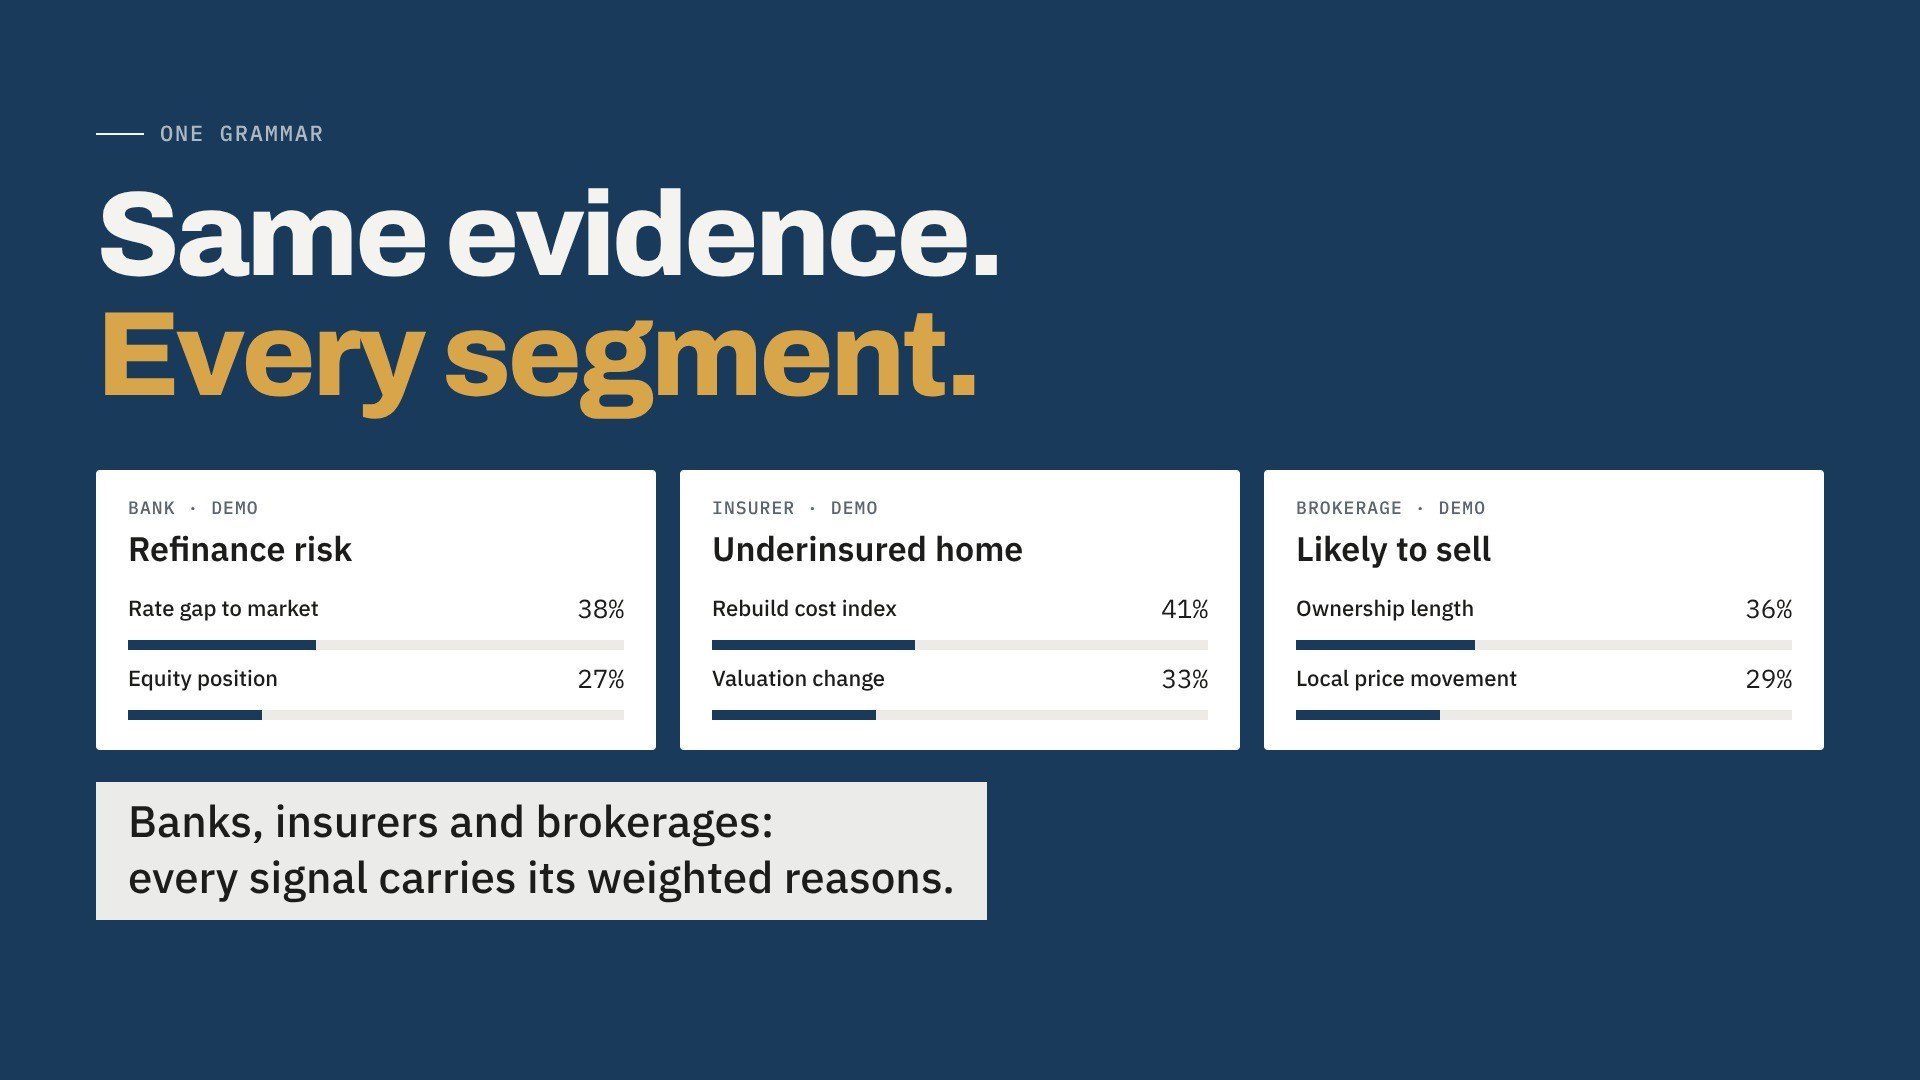 ONE GRAMMAR
Same evidence.
Every segment.
BANK · DEMO
Refinance risk
Rate gap to market 38%
Equity position 27%
INSURER · DEMO
Underinsured home
Rebuild cost index 41%
Valuation change 33%
BROKERAGE · DEMO
Likely to sell
Ownership length 36%
Local price movement 29%
Banks, insurers and brokerages:
every signal carries its weighted reasons.